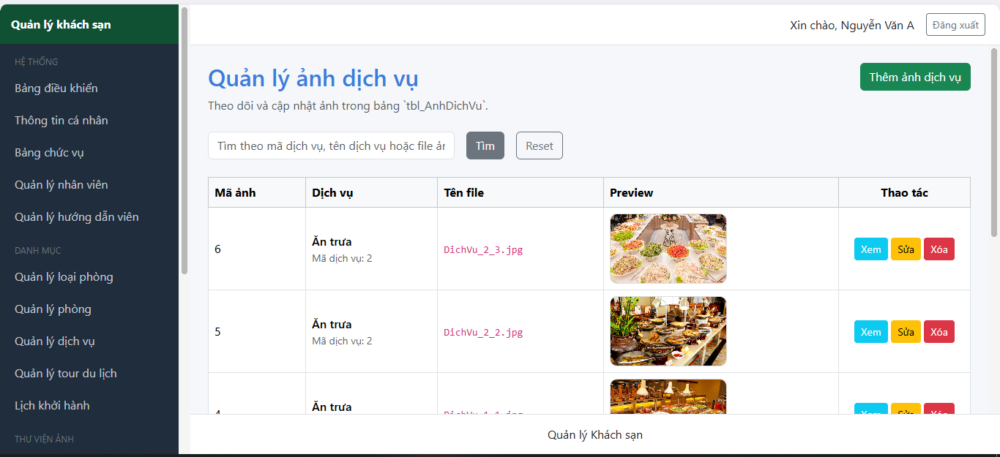 Quản lý khách sạn
Xin chào, Nguyễn Văn A
Đăng xuất
HỆ THỐNG
Bảng điều khiển
Thông tin cá nhân
Bảng chức vụ
Quản lý nhân viên
Quản lý hướng dẫn viên
DANH MỤC
Quản lý loại phòng
Quản lý phòng
Quản lý dịch vụ
Quản lý tour du lịch
Lịch khởi hành
THƯ VIỆN ẢNH
Quản lý ảnh dịch vụ
Thêm ảnh dịch vụ
Theo dõi và cập nhật ảnh trong bảng `tbl_AnhDichVu`.
Tìm theo mã dịch vụ, tên dịch vụ hoặc file ản
Tìm
Reset
Mã ảnh
Dịch vụ
Tên file
Preview
Thao tác
6
Ăn trưa
Mã dịch vụ: 2
DichVu_2_3.jpg
Xem
Sửa
Xóa
5
Ăn trưa
Mã dịch vụ: 2
DichVu_2_2.jpg
Xem
Sửa
Xóa
4
Ăn trưa
Xem
Sửa
Xóa
Quản lý Khách sạn